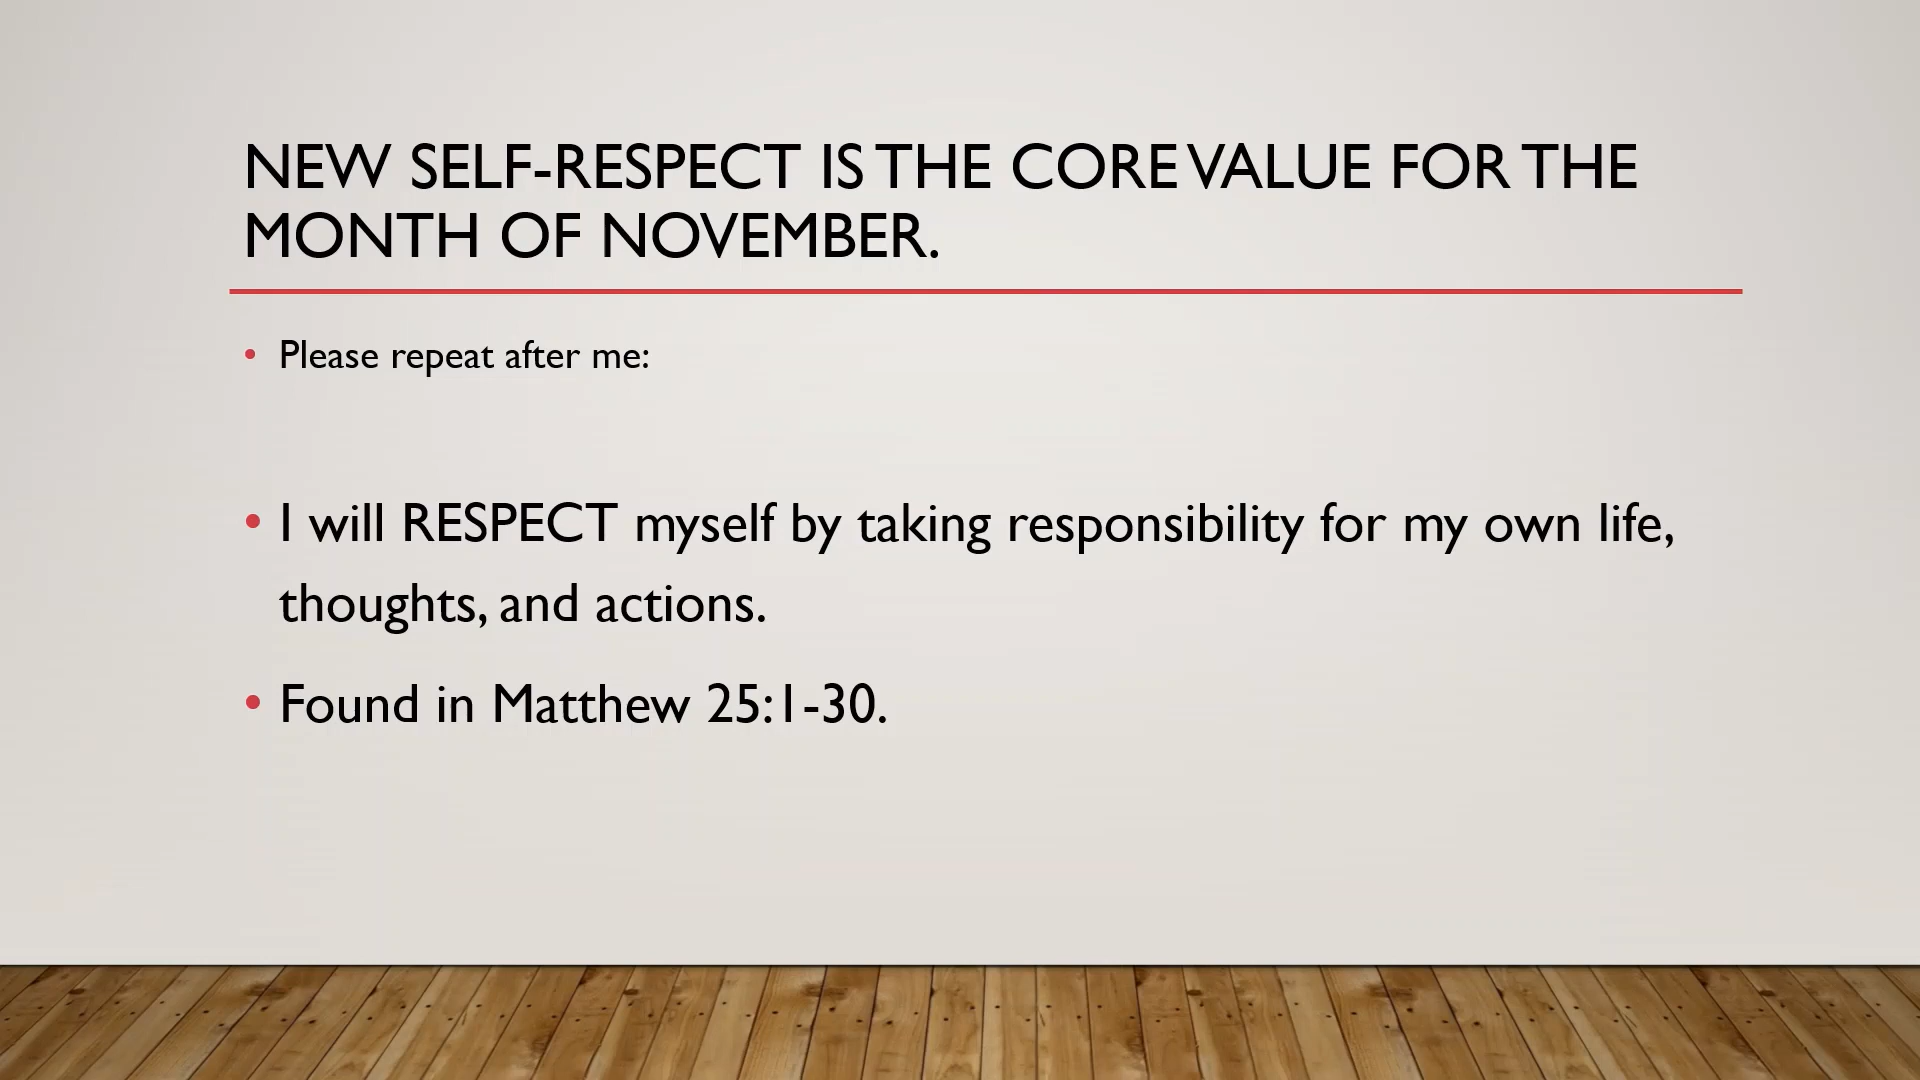 NEW SELF-RESPECT IS THE CORE VALUE FOR THE
MONTH OF NOVEMBER.
• Please repeat after me:
• I will RESPECT myself by taking responsibility for my own life,
thoughts, and actions.
• Found in Matthew 25:1-30.